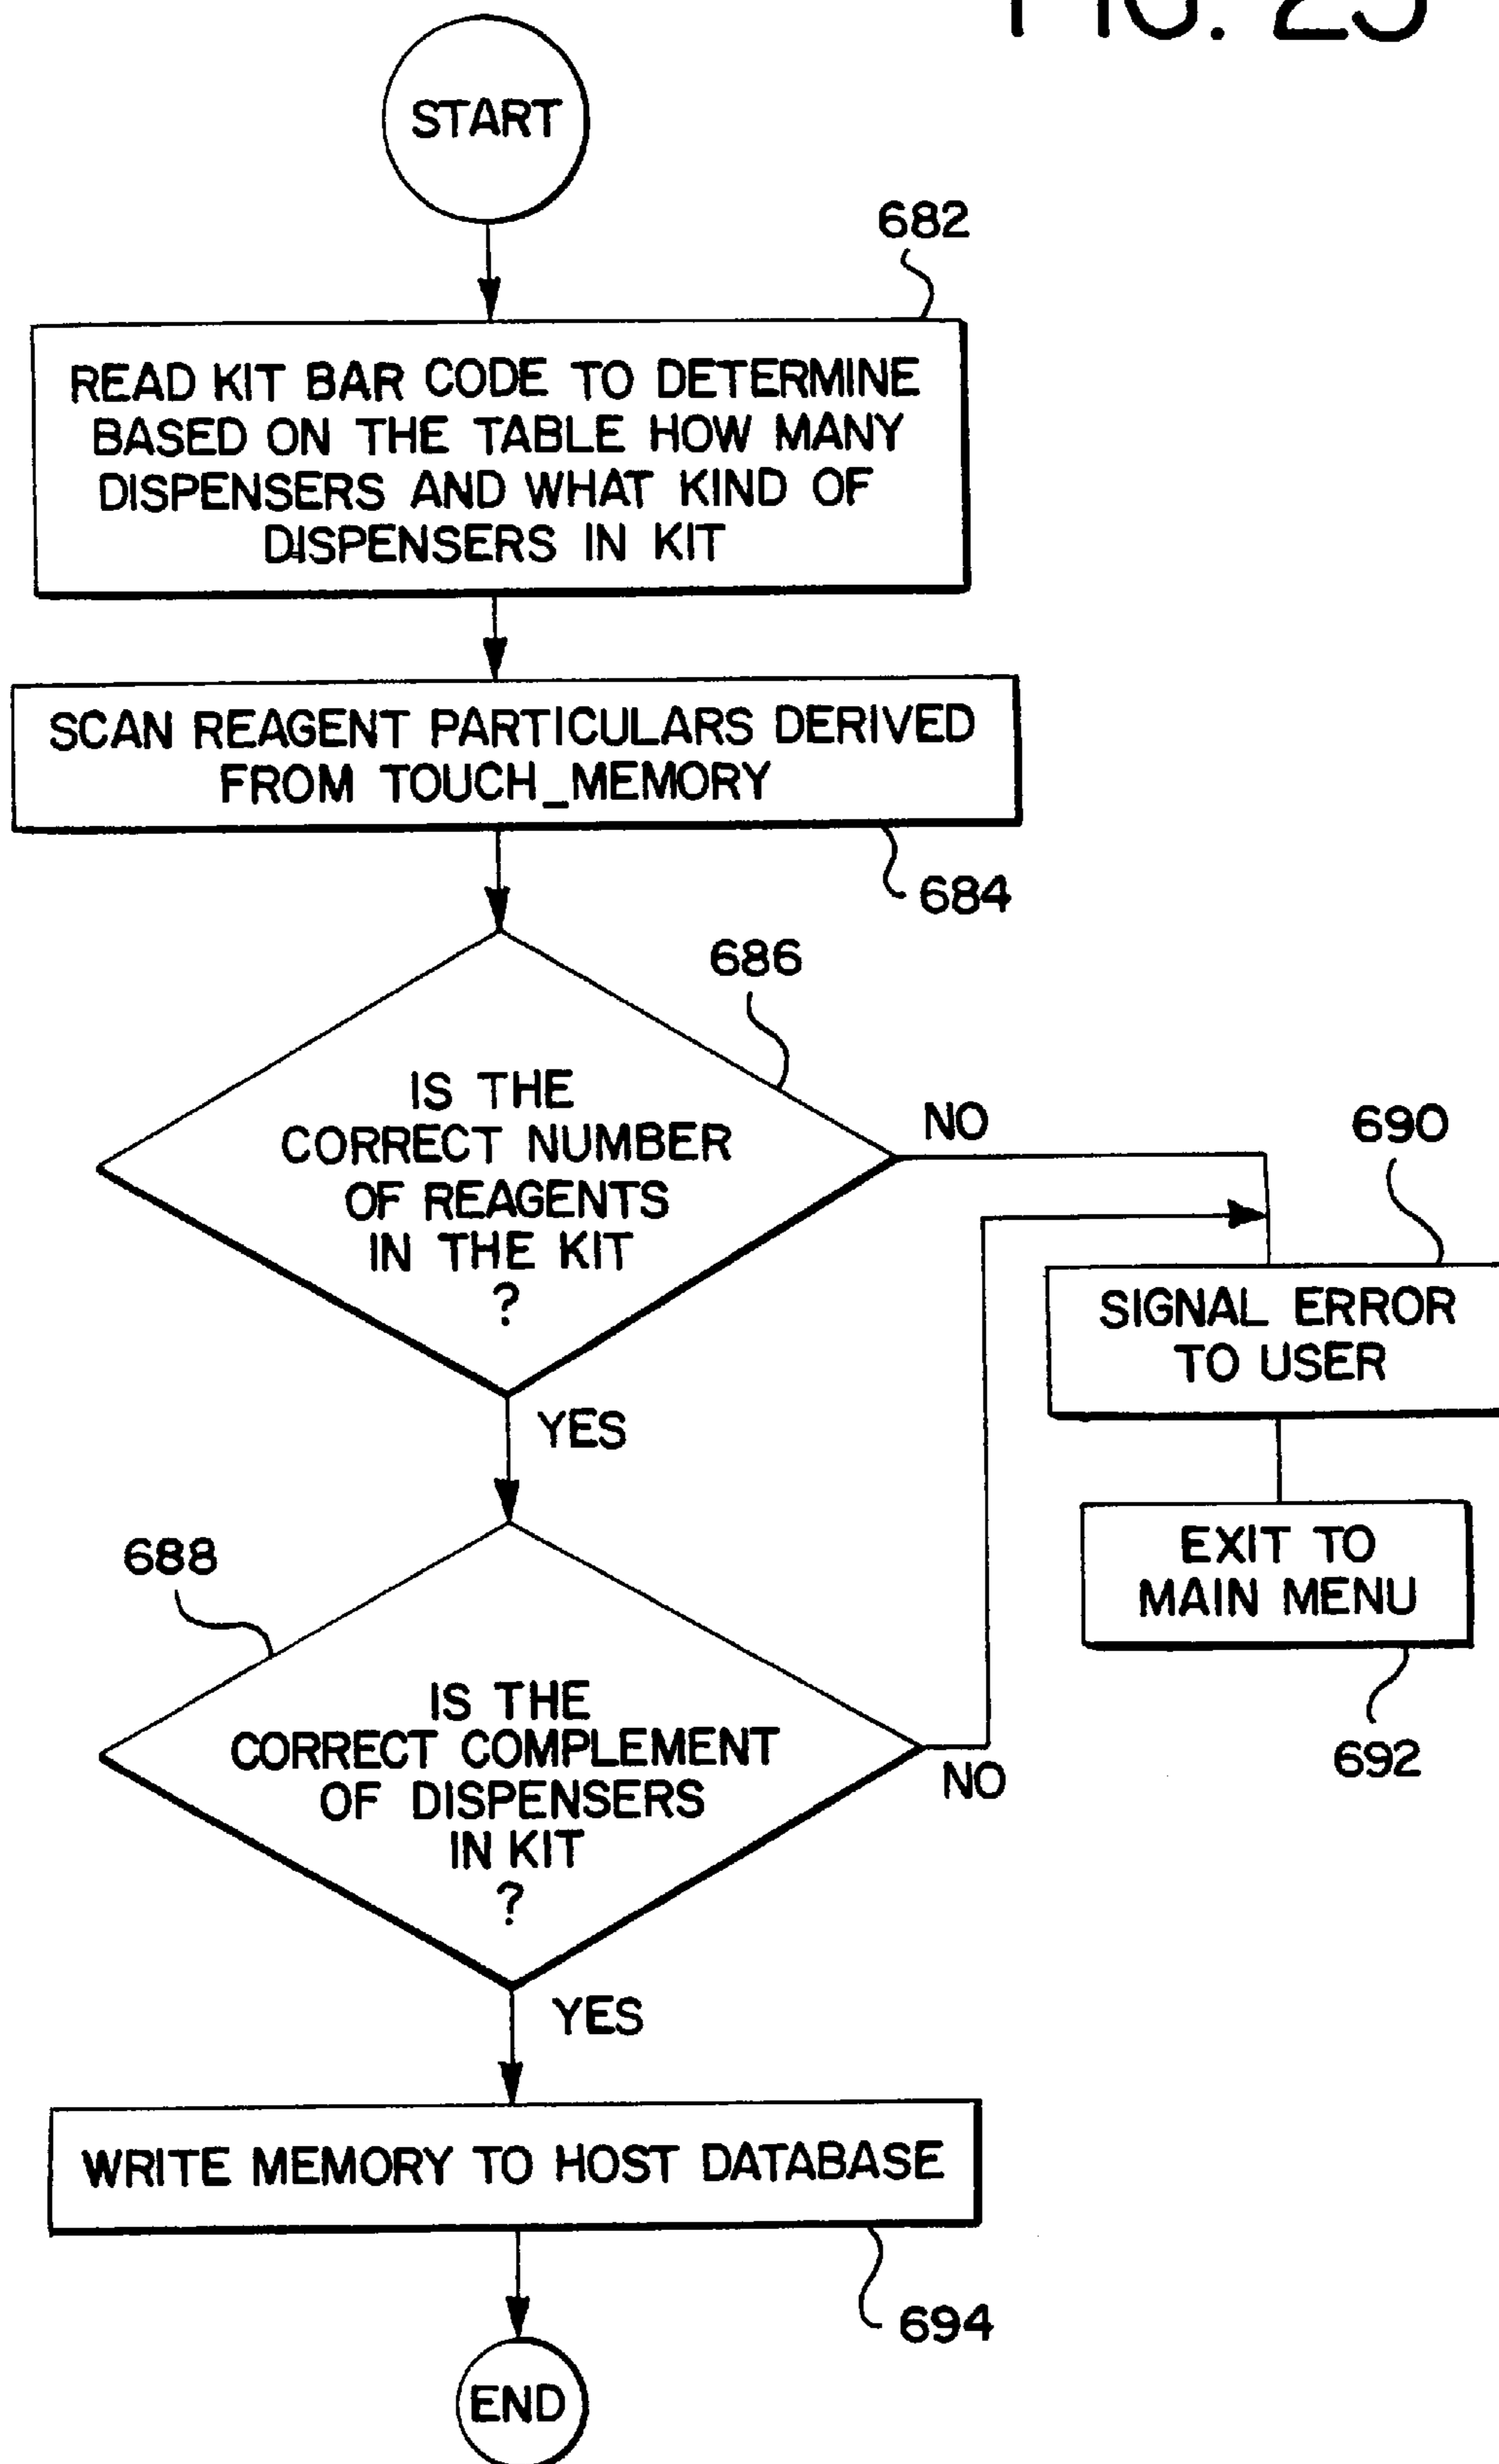 FIG. 25
START
682
READ KIT BAR CODE TO DETERMINE
BASED ON THE TABLE HOW MANY
DISPENSERS AND WHAT KIND OF
DISPENSERS IN KIT
SCAN REAGENT PARTICULARS DERIVED
FROM TOUCH_MEMORY
684
686
IS THE
CORRECT NUMBER
OF REAGENTS
IN THE KIT
?
NO
690
SIGNAL ERROR
TO USER
YES
EXIT TO
MAIN MENU
692
688
IS THE
CORRECT COMPLEMENT
OF DISPENSERS
IN KIT
?
NO
YES
WRITE MEMORY TO HOST DATABASE
694
END